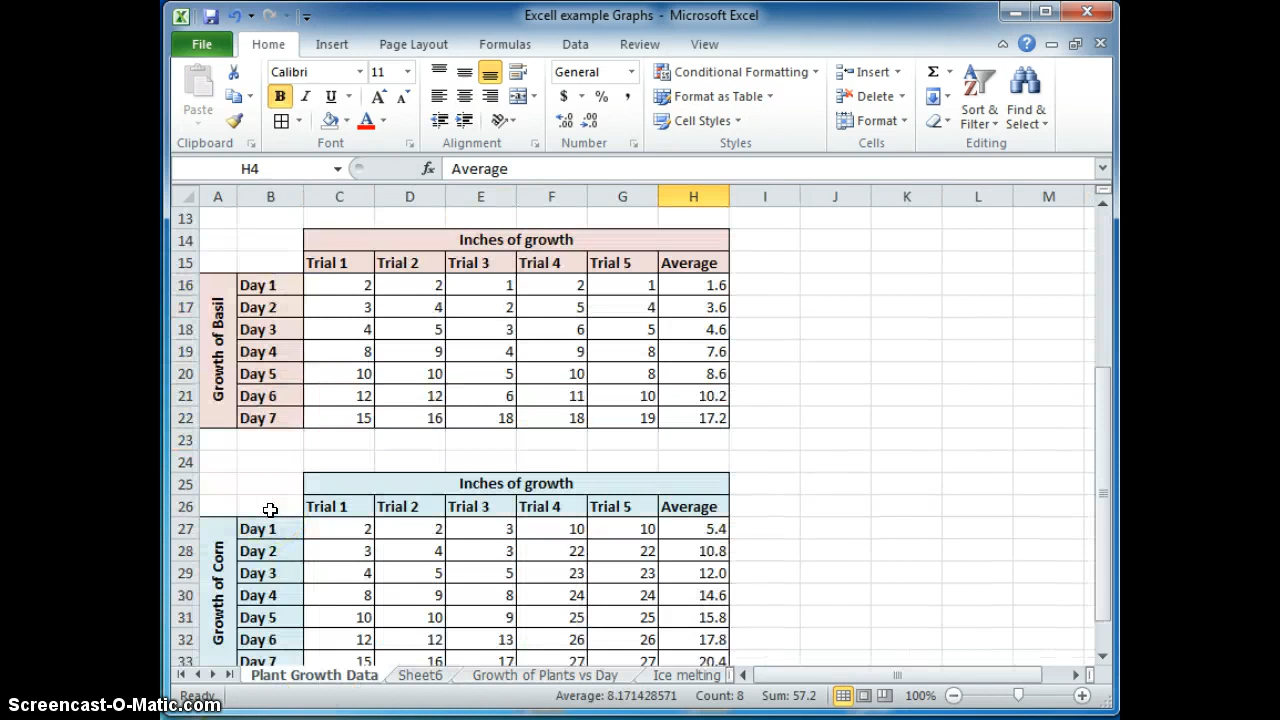 Excell example Graphs - Microsoft Excel
File Home Insert Page Layout Formulas Data Review View
Calibri 11 General Conditional Formatting Insert Σ
Paste B I U A A $ % , Format as Table Delete Sort & Filter Find & Select
A Cell Styles Format
Clipboard Font Alignment Number Styles Cells Editing
H4 fx Average
A B C D E F G H I J K L M
13
14 Inches of growth
15 Trial 1 Trial 2 Trial 3 Trial 4 Trial 5 Average
Growth of Basil
16 Day 1 2 2 1 2 1 1.6
17 Day 2 3 4 2 5 4 3.6
18 Day 3 4 5 3 6 5 4.6
19 Day 4 8 9 4 9 8 7.6
20 Day 5 10 10 5 10 8 8.6
21 Day 6 12 12 6 11 10 10.2
22 Day 7 15 16 18 18 19 17.2
23
24
25 Inches of growth
26 Trial 1 Trial 2 Trial 3 Trial 4 Trial 5 Average
Growth of Corn
27 Day 1 2 2 3 10 10 5.4
28 Day 2 3 4 3 22 22 10.8
29 Day 3 4 5 5 23 23 12.0
30 Day 4 8 9 8 24 24 14.6
31 Day 5 10 10 9 25 25 15.8
32 Day 6 12 12 13 26 26 17.8
33 Day 7 15 16 17 27 27 20.4
Plant Growth Data Sheet6 Growth of Plants vs Day Ice melting
Ready Average: 8.171428571 Count: 8 Sum: 57.2 100%
Screencast-O-Matic.com